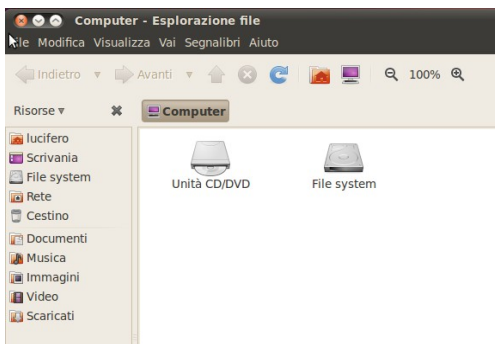 Computer - Esplorazione file
File Modifica Visualizza Vai Segnalibri Aiuto
Indietro Avanti 100%
Risorse Computer
lucifero
Scrivania
File system
Rete
Cestino
Documenti
Musica
Immagini
Video
Scaricati
Unità CD/DVD File system